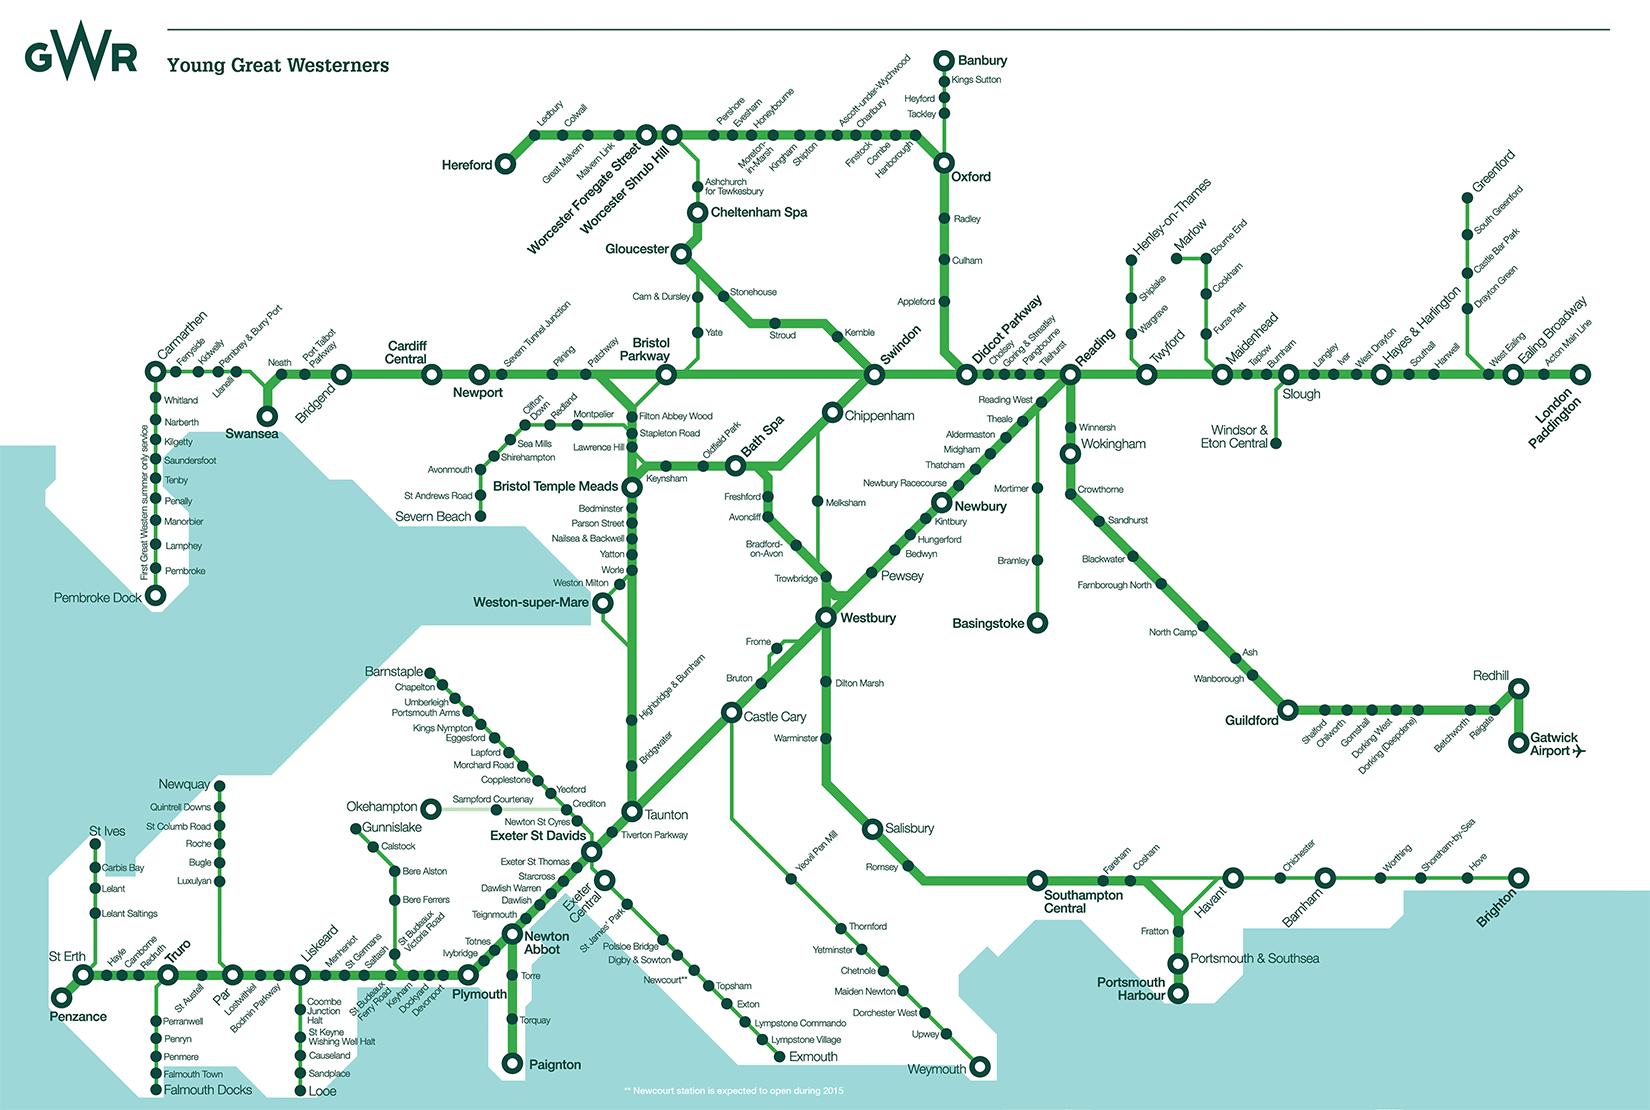 GWR
Young Great Westerners
Banbury
Kings Sutton
Heyford
Tackley
Oxford
Radley
Culham
Appleford
Hereford
Ledbury
Colwall
Great Malvern
Malvern Link
Worcester Foregate Street
Worcester Shrub Hill
Pershore
Evesham
Honeybourne
Moreton-
in-Marsh
Kingham
Shipton
Ascott-under-Wychwood
Charlbury
Finstock
Combe
Hanborough
Ashchurch
for Tewkesbury
Cheltenham Spa
Gloucester
Cam & Dursley
Yate
Stonehouse
Stroud
Kemble
Henley-on-Thames
Shiplake
Wargrave
Marlow
Bourne End
Cookham
Furze Platt
Greenford
South Greenford
Castle Bar Park
Drayton Green
Carmarthen
Ferryside
Kidwelly
Pembrey & Burry Port
Llanelli
Neath
Port Talbot
Parkway
Swansea
Bridgend
Cardiff
Central
Newport
Severn Tunnel Junction
Pilning
Patchway
Bristol
Parkway
Swindon
Didcot Parkway
Cholsey
Goring & Streatley
Pangbourne
Tilehurst
Reading
Twyford
Maidenhead
Taplow
Burnham
Slough
Langley
Iver
West Drayton
Hayes & Harlington
Southall
Hanwell
West Ealing
Ealing Broadway
Acton Main Line
London
Paddington
Windsor &
Eton Central
Whitland
Narberth
Kilgetty
Saundersfoot
Tenby
Penally
Manorbier
Lamphey
Pembroke
Pembroke Dock
First Great Western summer only service
Clifton
Down
Redland
Montpelier
Sea Mills
Shirehampton
Avonmouth
St Andrews Road
Severn Beach
Filton Abbey Wood
Stapleton Road
Lawrence Hill
Bristol Temple Meads
Keynsham
Oldfield Park
Bath Spa
Chippenham
Melksham
Freshford
Avoncliff
Bradford-
on-Avon
Trowbridge
Westbury
Bedminster
Parson Street
Nailsea & Backwell
Yatton
Worle
Weston Milton
Weston-super-Mare
Highbridge & Burnham
Bridgwater
Taunton
Reading West
Theale
Aldermaston
Midgham
Thatcham
Newbury Racecourse
Newbury
Kintbury
Hungerford
Bedwyn
Pewsey
Mortimer
Bramley
Basingstoke
Winnersh
Wokingham
Crowthorne
Sandhurst
Blackwater
Farnborough North
North Camp
Ash
Wanborough
Guildford
Shalford
Chilworth
Gomshall
Dorking West
Dorking (Deepdene)
Betchworth
Reigate
Redhill
Gatwick
Airport
Frome
Bruton
Castle Cary
Dilton Marsh
Warminster
Salisbury
Romsey
Southampton
Central
Fareham
Cosham
Havant
Chichester
Barnham
Worthing
Shoreham-by-Sea
Hove
Brighton
Fratton
Portsmouth & Southsea
Portsmouth
Harbour
Yeovil Pen Mill
Thornford
Yetminster
Chetnole
Maiden Newton
Dorchester West
Upwey
Weymouth
Barnstaple
Chapelton
Umberleigh
Portsmouth Arms
Kings Nympton
Eggesford
Lapford
Morchard Road
Copplestone
Yeoford
Crediton
Newton St Cyres
Okehampton
Sampford Courtenay
Exeter St Davids
Tiverton Parkway
Exeter St Thomas
Starcross
Dawlish Warren
Dawlish
Teignmouth
Exeter
Central
St James' Park
Polsloe Bridge
Digby & Sowton
Newcourt**
Topsham
Exton
Lympstone Commando
Lympstone Village
Exmouth
Newton
Abbot
Torre
Torquay
Paignton
Totnes
Ivybridge
Plymouth
Gunnislake
Calstock
Bere Alston
Bere Ferrers
St Budeaux
Victoria Road
Devonport
Dockyard
Keyham
St Budeaux
Ferry Road
Saltash
St Germans
Menheniot
Liskeard
Coombe
Junction
Halt
St Keyne
Wishing Well Halt
Causeland
Sandplace
Looe
Bodmin Parkway
Lostwithiel
Par
Newquay
Quintrell Downs
St Columb Road
Roche
Bugle
Luxulyan
St Austell
Truro
Perranwell
Penryn
Penmere
Falmouth Town
Falmouth Docks
Redruth
Camborne
Hayle
St Erth
St Ives
Carbis Bay
Lelant
Lelant Saltings
Penzance
** Newcourt station is expected to open during 2015